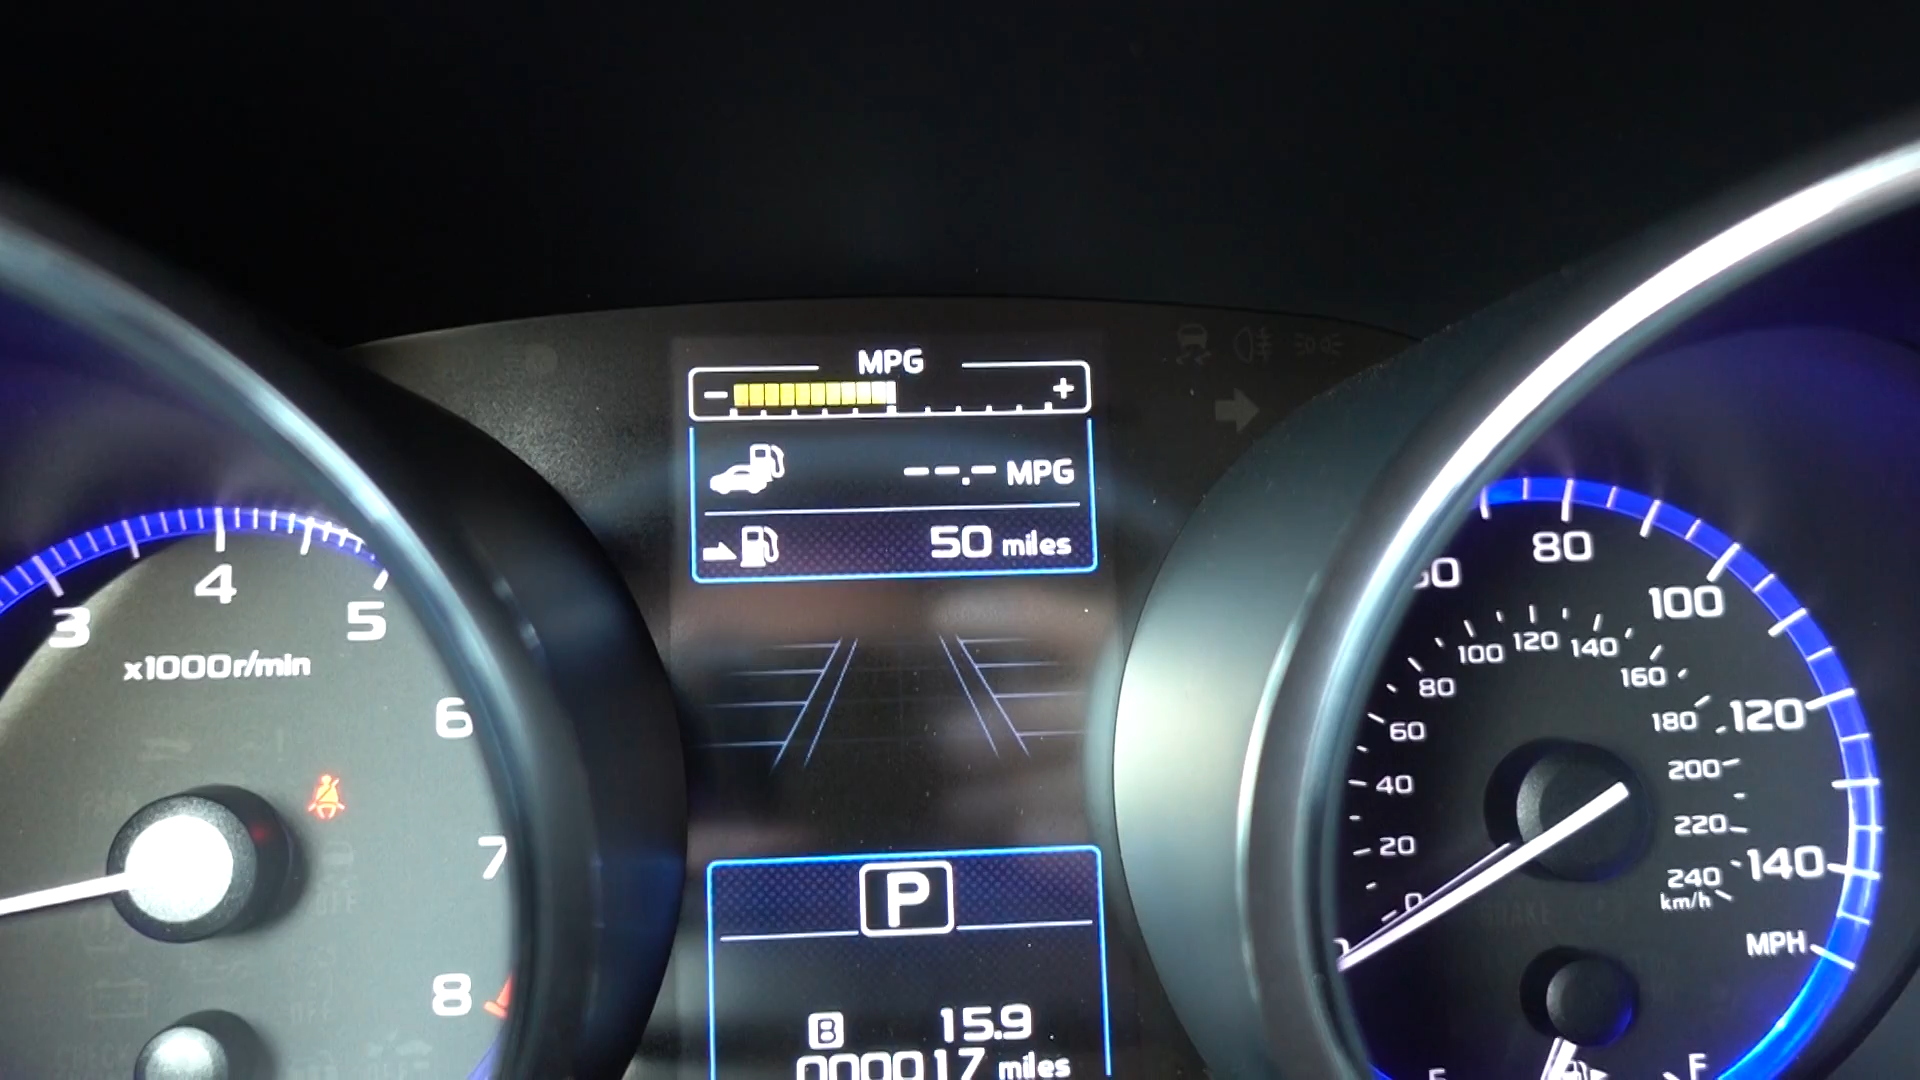 MPG
--.- MPG
50 miles
3 4 5 6 7 8
x1000r/min
80 100 120 140
MPH
0 20 40 60 80 100 120 140 160 180 200 220 240
km/h
P
B 15.9
000017 miles
F